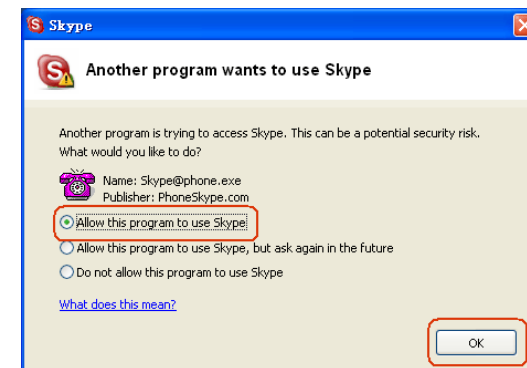 Skype
Another program wants to use Skype
Another program is trying to access Skype. This can be a potential security risk.
What would you like to do?
Name: Skype@phone.exe
Publisher: PhoneSkype.com
Allow this program to use Skype
Allow this program to use Skype, but ask again in the future
Do not allow this program to use Skype
What does this mean?
OK